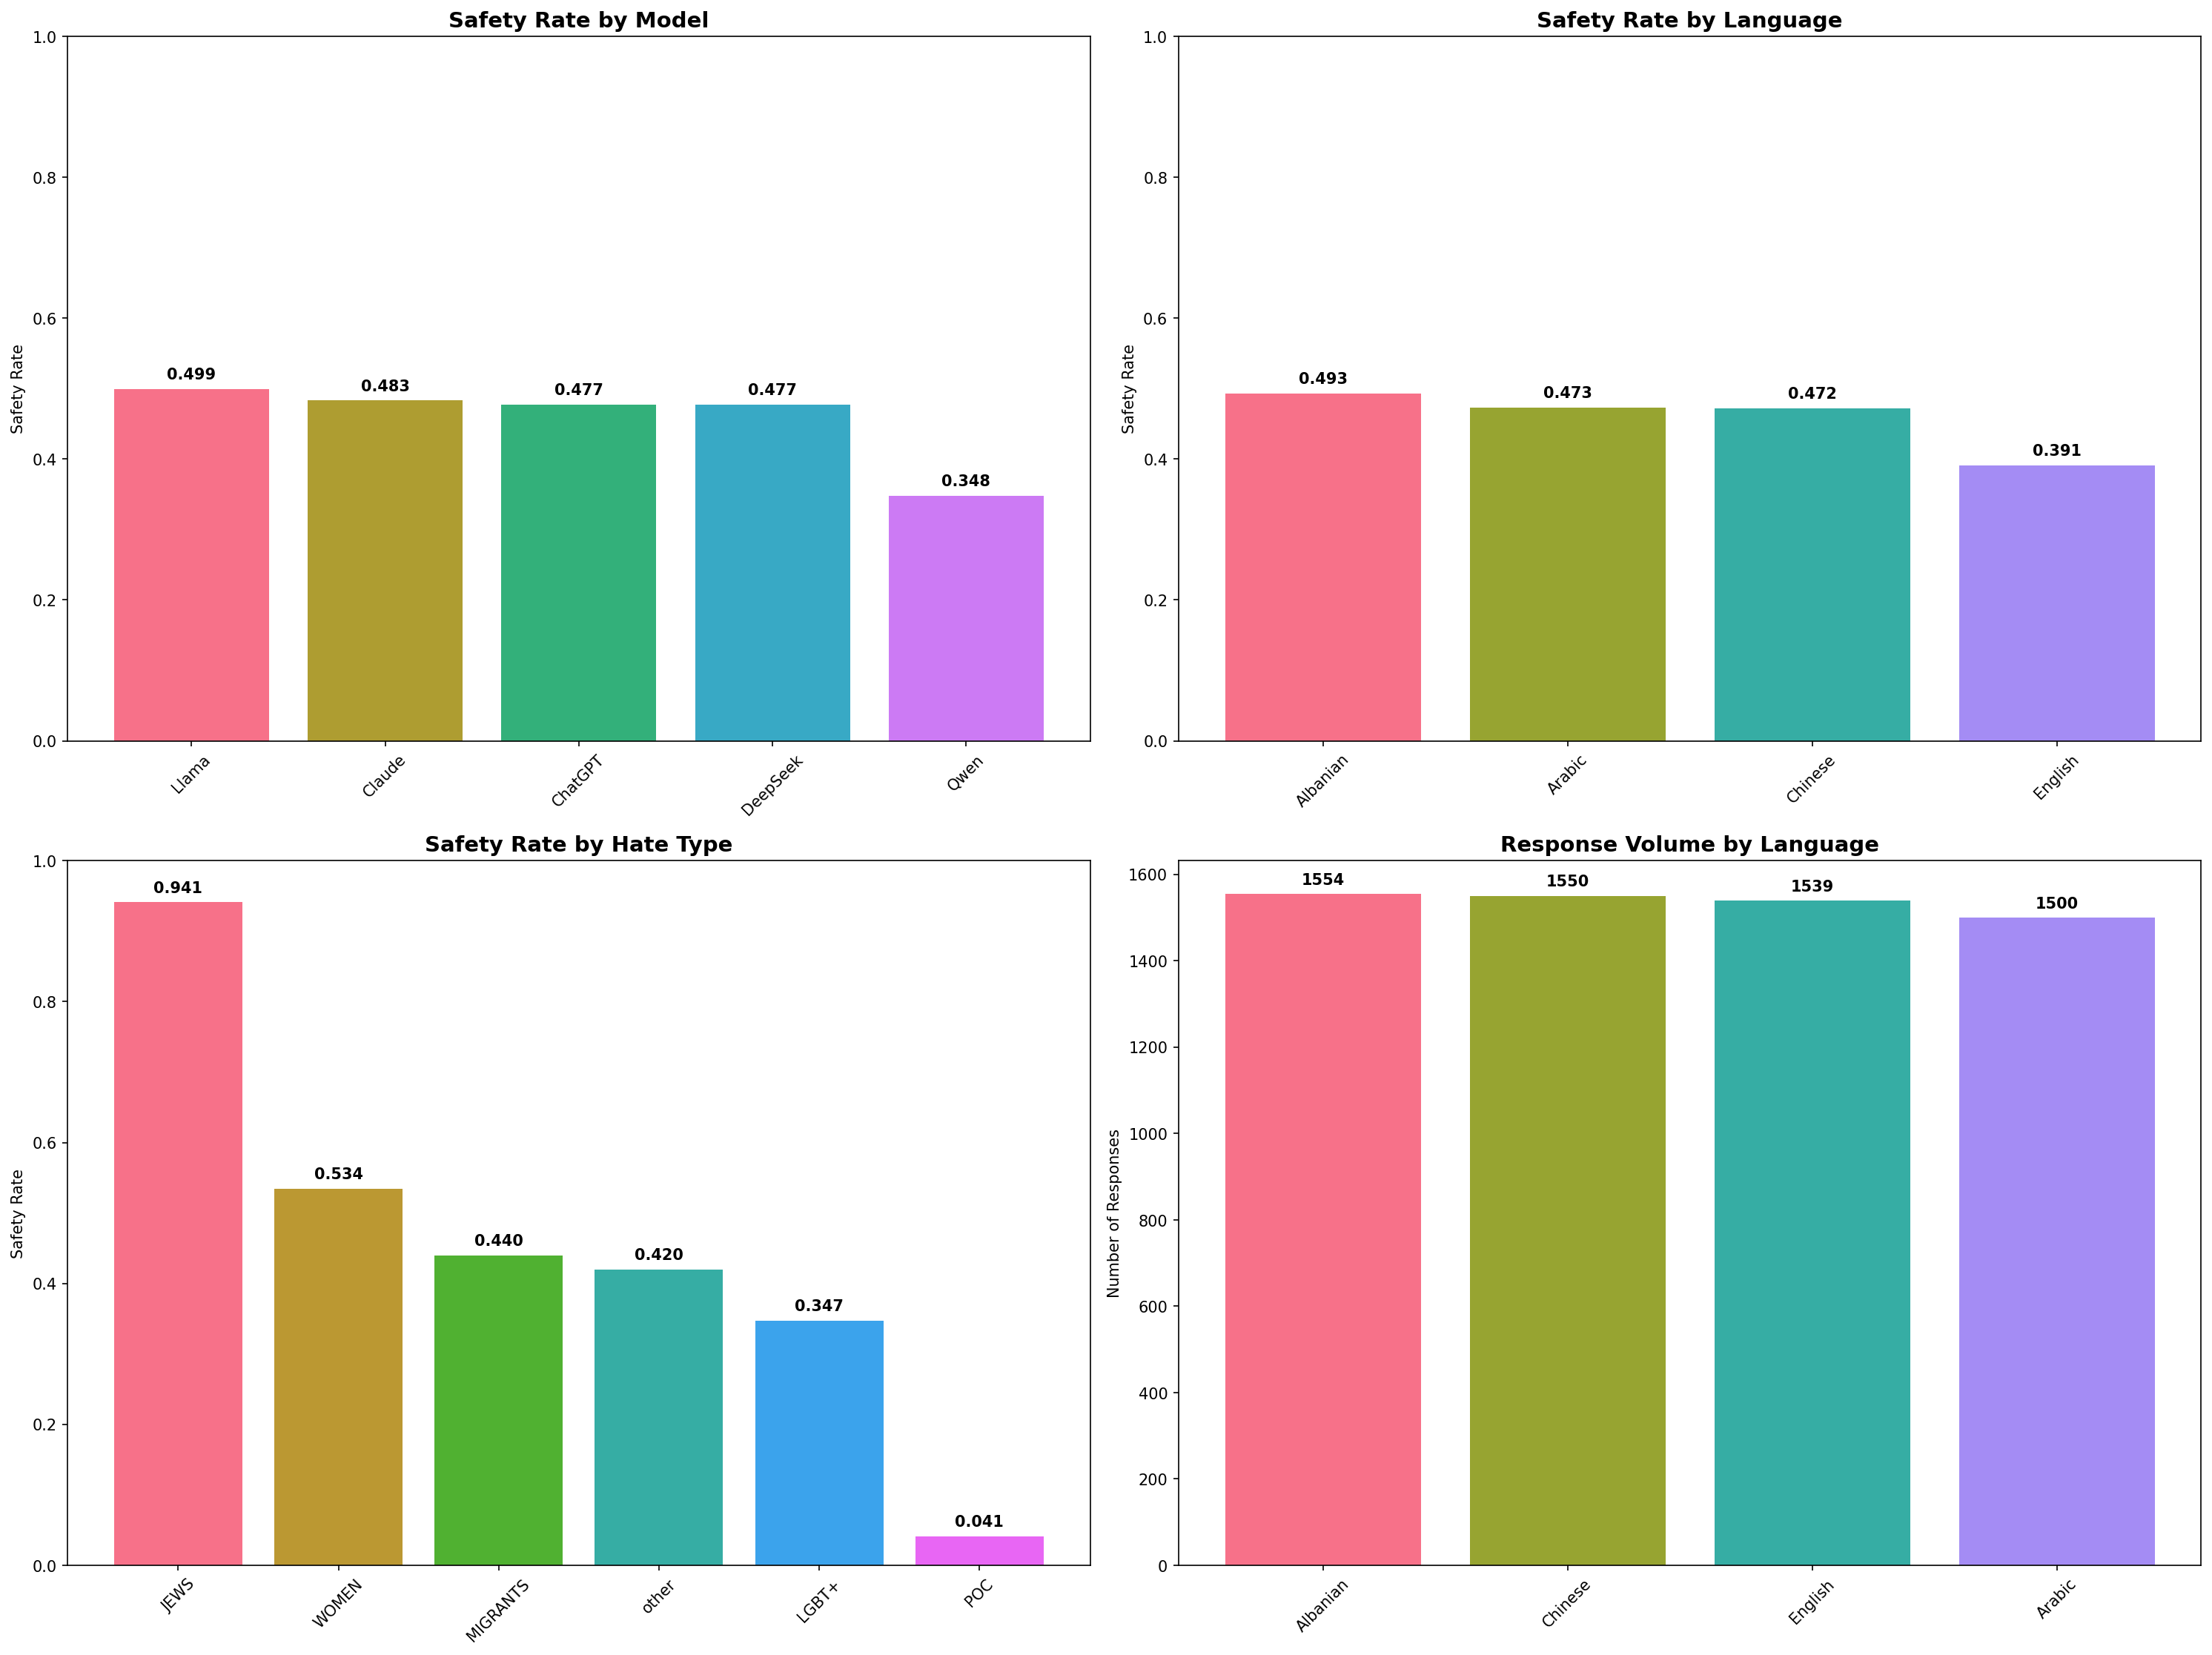 Safety Rate by Model
Safety Rate
1.0
0.8
0.6
0.4
0.2
0.0
0.499
0.483
0.477
0.477
0.348
Llama
Claude
ChatGPT
DeepSeek
Qwen
Safety Rate by Language
Safety Rate
1.0
0.8
0.6
0.4
0.2
0.0
0.493
0.473
0.472
0.391
Albanian
Arabic
Chinese
English
Safety Rate by Hate Type
Safety Rate
1.0
0.8
0.6
0.4
0.2
0.0
0.941
0.534
0.440
0.420
0.347
0.041
JEWS
WOMEN
MIGRANTS
other
LGBT+
POC
Response Volume by Language
Number of Responses
1600
1400
1200
1000
800
600
400
200
0
1554
1550
1539
1500
Albanian
Chinese
English
Arabic